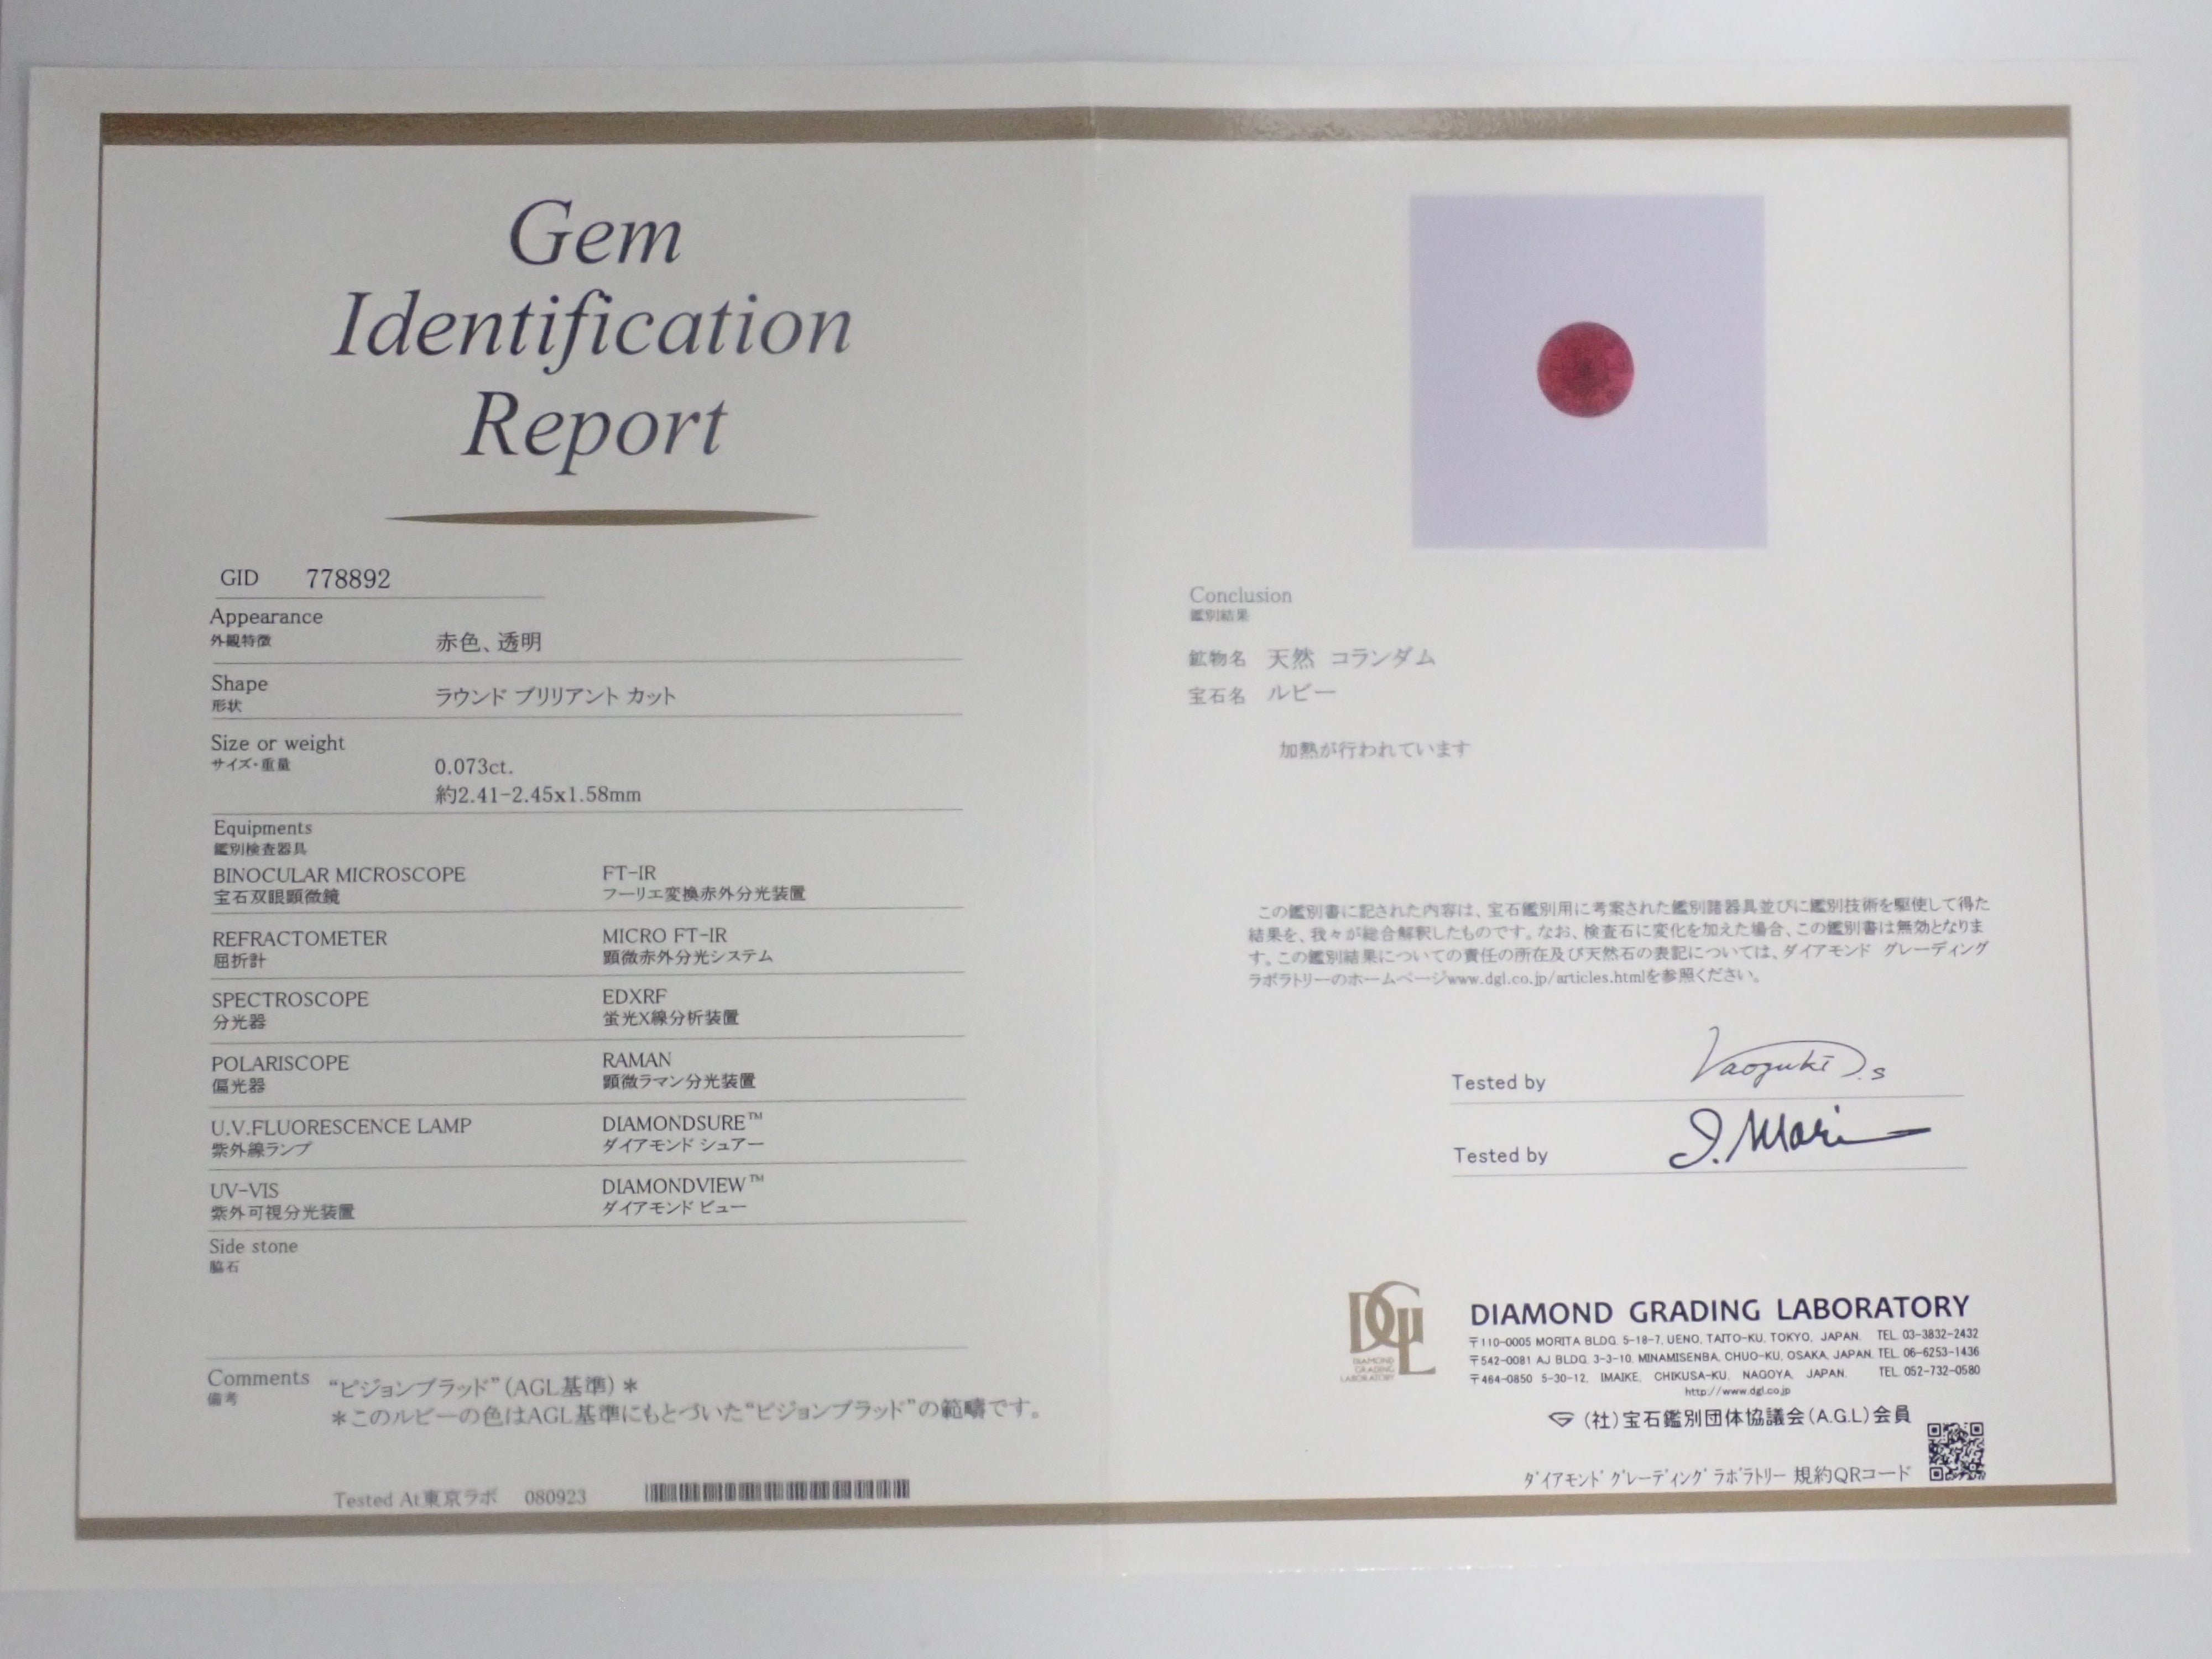 Gem
Identification
Report
GID 778892
Appearance
外観特徴
赤色、透明
Shape
形状
ラウンド ブリリアント カット
Size or weight
サイズ・重量
0.073ct.
約2.41-2.45x1.58mm
Equipments
鑑別検査器具
BINOCULAR MICROSCOPE
宝石双眼顕微鏡
FT-IR
フーリエ変換赤外分光装置
REFRACTOMETER
屈折計
MICRO FT-IR
顕微赤外分光システム
SPECTROSCOPE
分光器
EDXRF
蛍光X線分析装置
POLARISCOPE
偏光器
RAMAN
顕微ラマン分光装置
U.V.FLUORESCENCE LAMP
紫外線ランプ
DIAMONDSURE™
ダイアモンド シュアー
UV-VIS
紫外可視分光装置
DIAMONDVIEW™
ダイアモンド ビュー
Side stone
脇石
Comments
備考
“ピジョンブラッド”(AGL基準)＊
＊このルビーの色はAGL基準にもとづいた“ピジョンブラッド”の範疇です。
Tested At東京ラボ 080923
Conclusion
鑑別結果
鉱物名 天然 コランダム
宝石名 ルビー
加熱が行われています
この鑑別書に記された内容は、宝石鑑別用に考案された鑑別諸器具並びに鑑別技術を駆使して得た
結果を、我々が総合解釈したものです。なお、検査石に変化を加えた場合、この鑑別書は無効となりま
す。この鑑別結果についての責任の所在及び天然石の表記については、ダイアモンド グレーディング
ラボラトリーのホームページwww.dgl.co.jp/articles.htmlを参照ください。
Tested by
Tested by I. Mori
DGL
DIAMOND
GRADING
LABORATORY
DIAMOND GRADING LABORATORY
〒110-0005 MORITA BLDG. 5-18-7, UENO, TAITO-KU, TOKYO, JAPAN. TEL. 03-3832-2432
〒542-0081 AJ BLDG. 3-3-10, MINAMISENBA, CHUO-KU, OSAKA, JAPAN. TEL. 06-6253-1436
〒464-0850 5-30-12, IMAIKE, CHIKUSA-KU, NAGOYA, JAPAN. TEL. 052-732-0580
http://www.dgl.co.jp
(社)宝石鑑別団体協議会(A.G.L)会員
ﾀﾞｲｱﾓﾝﾄﾞ ｸﾞﾚｰﾃﾞｨﾝｸﾞ ﾗﾎﾞﾗﾄﾘｰ 規約QRコード